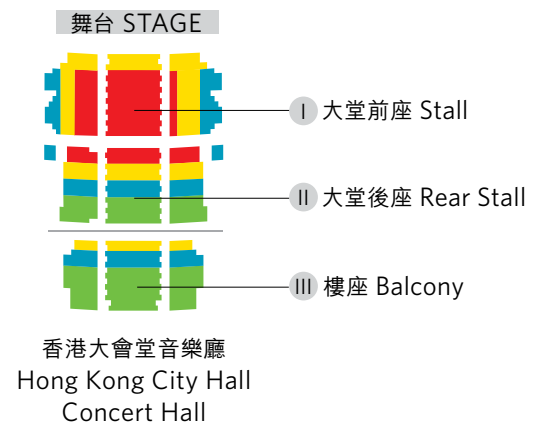 舞台 STAGE
I 大堂前座 Stall
II 大堂後座 Rear Stall
III 樓座 Balcony
香港大會堂音樂廳
Hong Kong City Hall
Concert Hall